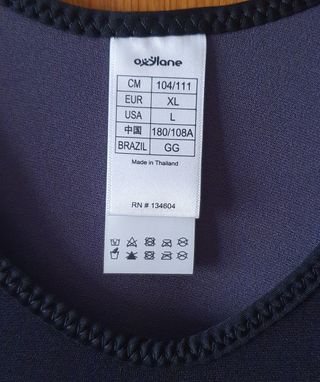 oxylane
CM 104/111
EUR XL
USA L
中国 180/108A
BRAZIL GG
Made in Thailand
RN # 134604